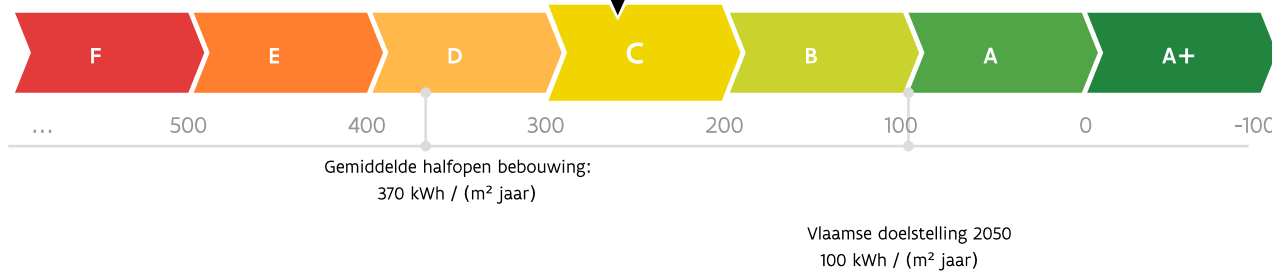 F E D C B A A+
... 500 400 300 200 100 0 -100
Gemiddelde halfopen bebouwing:
370 kWh / (m² jaar)
Vlaamse doelstelling 2050
100 kWh / (m² jaar)